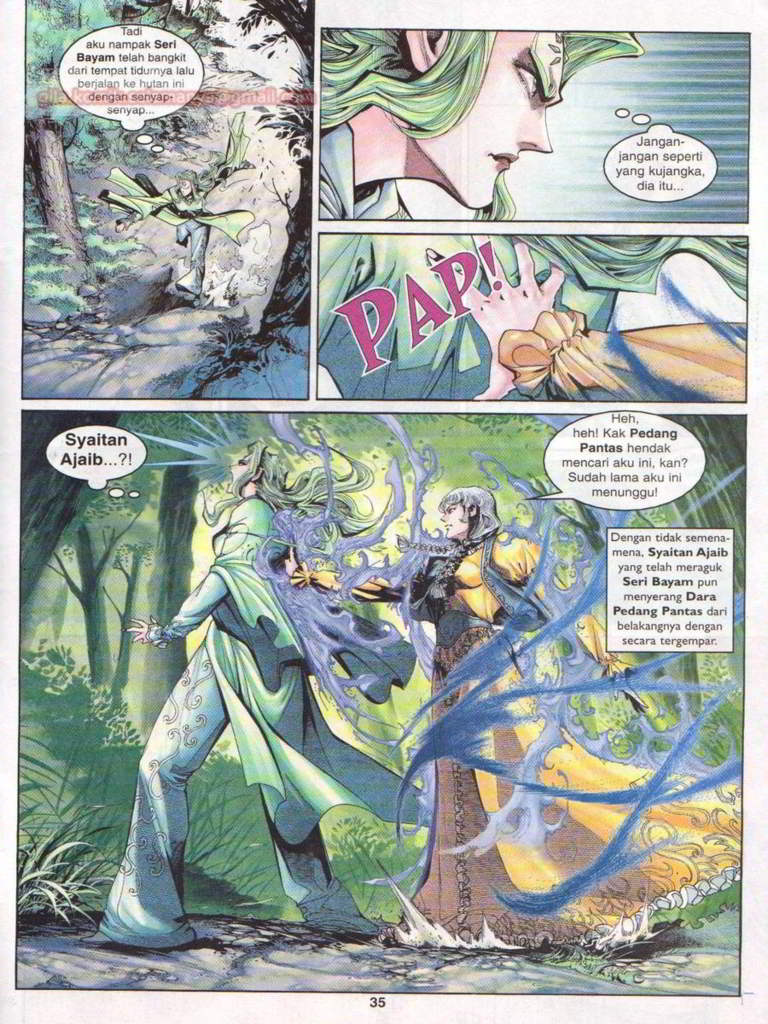 Tadi
aku nampak Seri
Bayam telah bangkit
dari tempat tidurnya lalu
berjalan ke hutan ini
dengan senyap-
senyap...
Jangan-
jangan seperti
yang kujangka,
dia itu...
PAP!
Syaitan
Ajaib...?!
Heh,
heh! Kak Pedang
Pantas hendak
mencari aku ini, kan?
Sudah lama aku ini
menunggu!
Dengan tidak semena-
mena, Syaitan Ajaib
yang telah meraguk
Seri Bayam pun
menyerang Dara
Pedang Pantas dari
belakangnya dengan
secara tergempar.
35